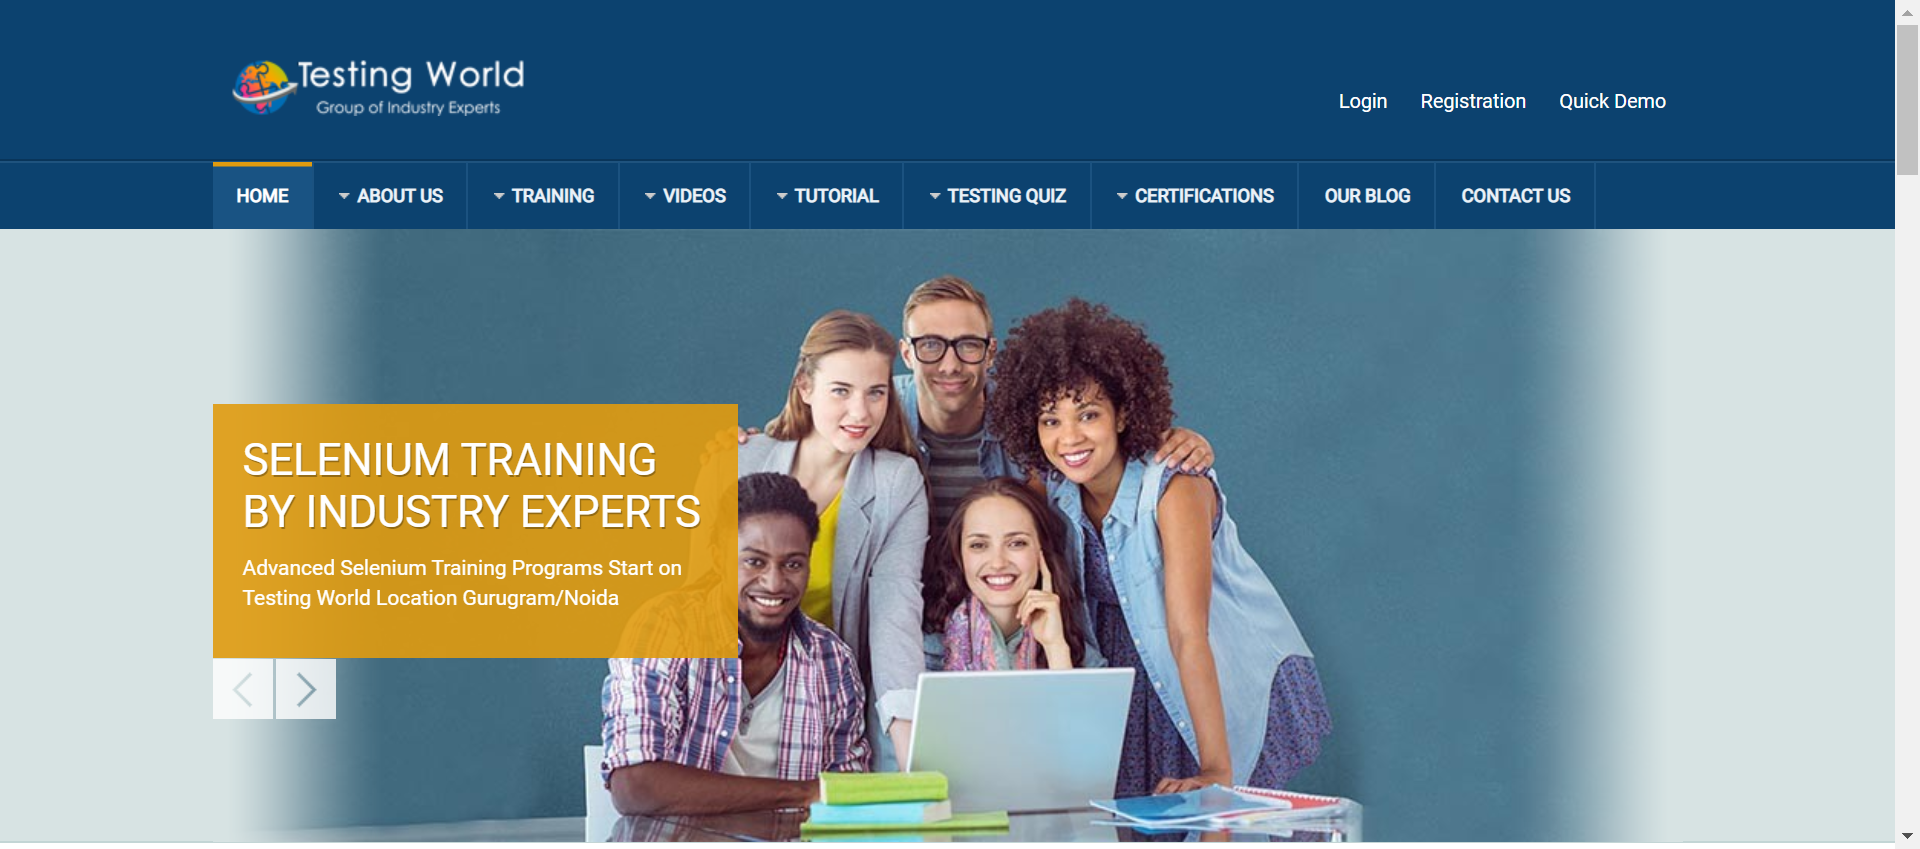 Testing World
Group of Industry Experts
Login Registration Quick Demo
HOME ABOUT US TRAINING VIDEOS TUTORIAL TESTING QUIZ CERTIFICATIONS OUR BLOG CONTACT US
SELENIUM TRAINING
BY INDUSTRY EXPERTS
Advanced Selenium Training Programs Start on
Testing World Location Gurugram/Noida